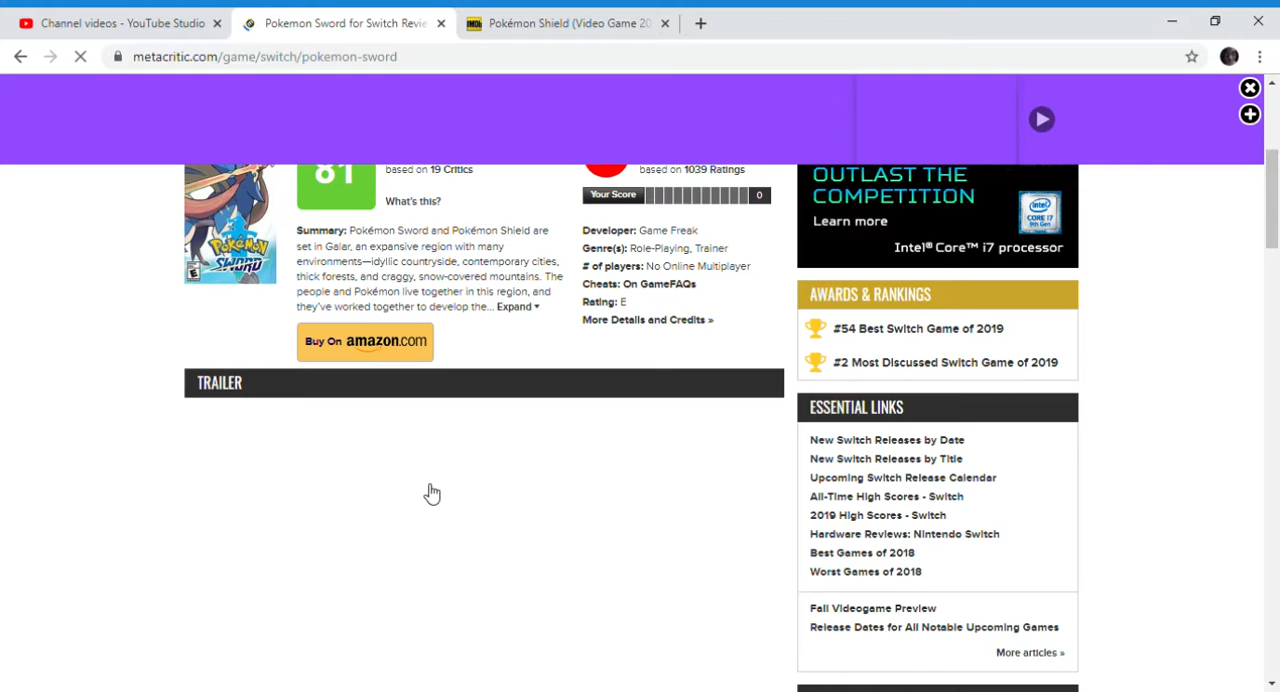 Channel videos - YouTube Studio
Pokemon Sword for Switch Revie
IMDb
Pokémon Shield (Video Game 20
metacritic.com/game/switch/pokemon-sword
81
based on 19 Critics
What's this?
based on 1039 Ratings
Your Score
0
POKéMON
SWORD
E
Summary: Pokémon Sword and Pokémon Shield are
set in Galar, an expansive region with many
environments—idyllic countryside, contemporary cities,
thick forests, and craggy, snow-covered mountains. The
people and Pokémon live together in this region, and
they've worked together to develop the... Expand
Buy On amazon.com
Developer: Game Freak
Genre(s): Role-Playing, Trainer
# of players: No Online Multiplayer
Cheats: On GameFAQs
Rating: E
More Details and Credits »
TRAILER
OUTLAST THE
COMPETITION
Learn more
intel
CORE i7
9th Gen
Intel® Core™ i7 processor
AWARDS & RANKINGS
#54 Best Switch Game of 2019
#2 Most Discussed Switch Game of 2019
ESSENTIAL LINKS
New Switch Releases by Date
New Switch Releases by Title
Upcoming Switch Release Calendar
All-Time High Scores - Switch
2019 High Scores - Switch
Hardware Reviews: Nintendo Switch
Best Games of 2018
Worst Games of 2018
Fall Videogame Preview
Release Dates for All Notable Upcoming Games
More articles »